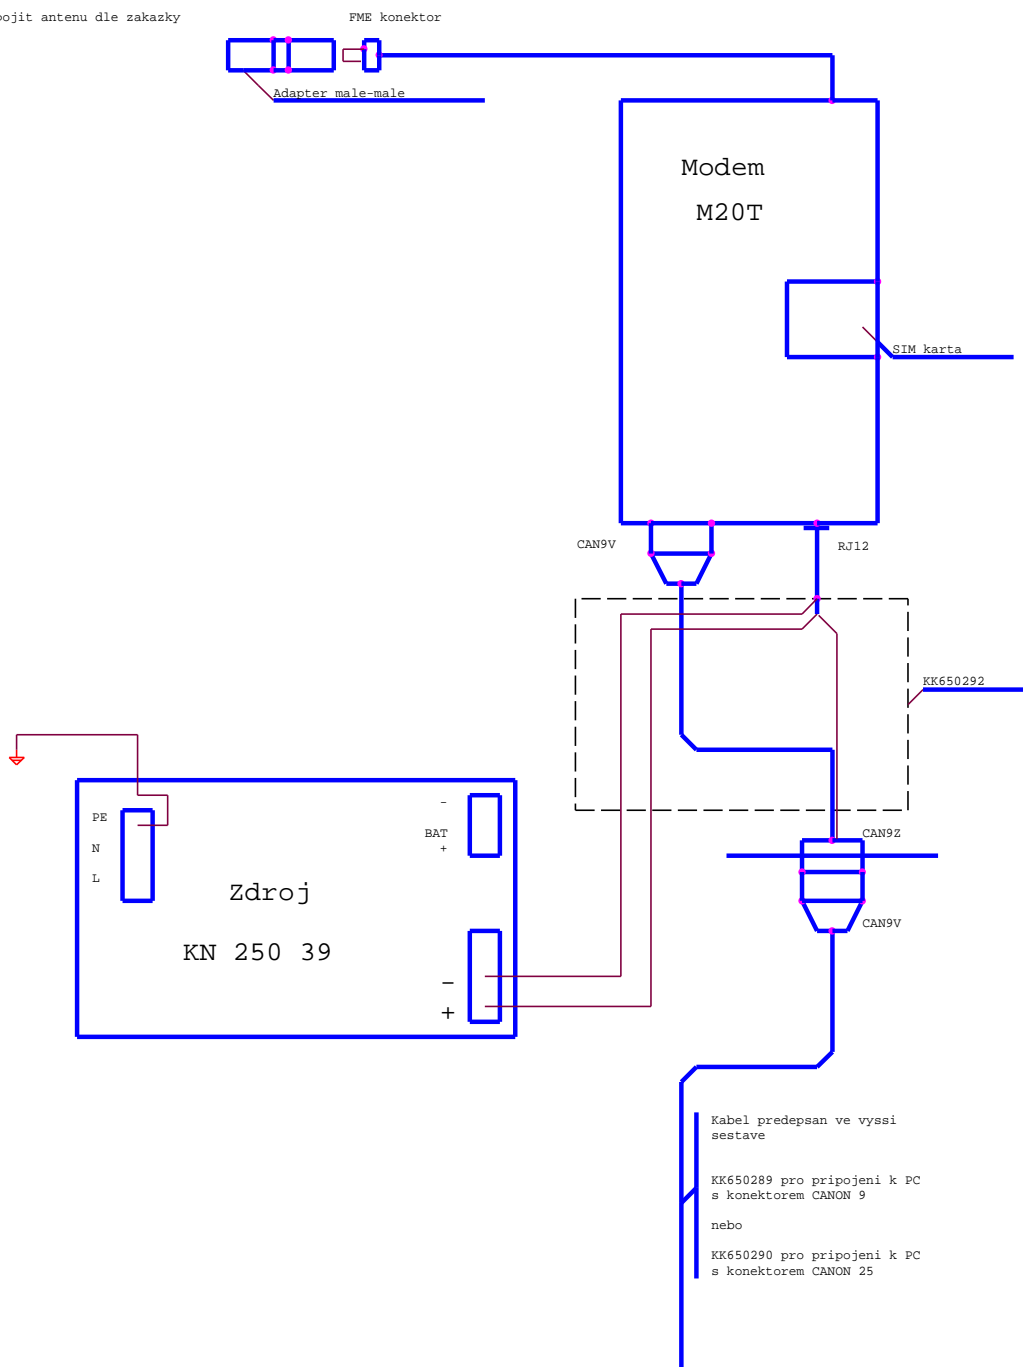 antenu dle zakazky
FME konektor
Adapter male-male
Modem
M20T
SIM karta
CAN9V
RJ12
KK650292
PE
N
L
-
BAT
+
Zdroj
KN 250 39
-
+
CAN9Z
CAN9V
Kabel predepsan ve vyssi
sestave
KK650289 pro pripojeni k PC
s konektorem CANON 9
nebo
KK650290 pro pripojeni k PC
s konektorem CANON 25